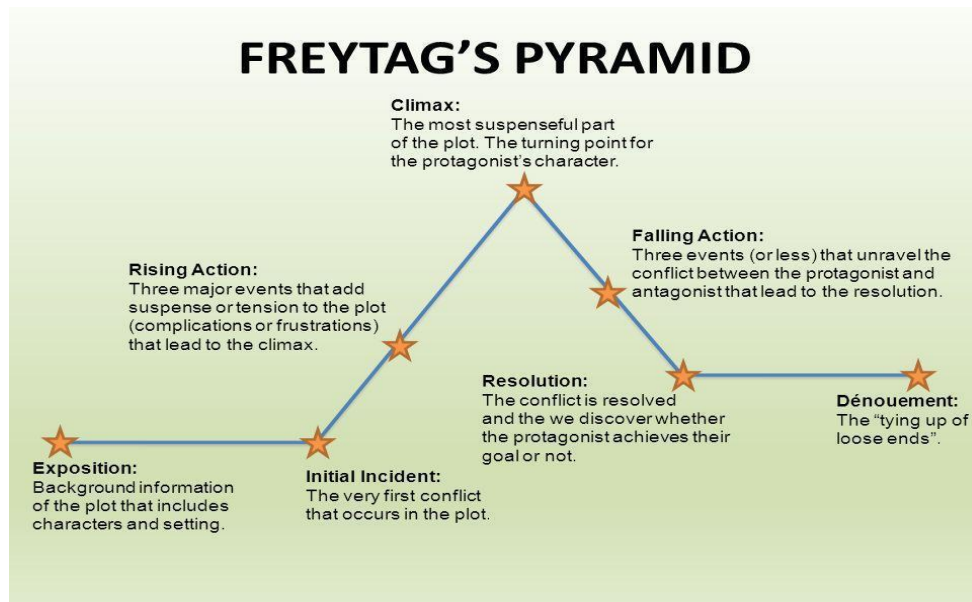 FREYTAG’S PYRAMID
Climax:
The most suspenseful part
of the plot. The turning point for
the protagonist’s character.
Falling Action:
Three events (or less) that unravel the
conflict between the protagonist and
antagonist that lead to the resolution.
Rising Action:
Three major events that add
suspense or tension to the plot
(complications or frustrations)
that lead to the climax.
Resolution:
The conflict is resolved
and the we discover whether
the protagonist achieves their
goal or not.
Dénouement:
The “tying up of
loose ends”.
Exposition:
Background information
of the plot that includes
characters and setting.
Initial Incident:
The very first conflict
that occurs in the plot.